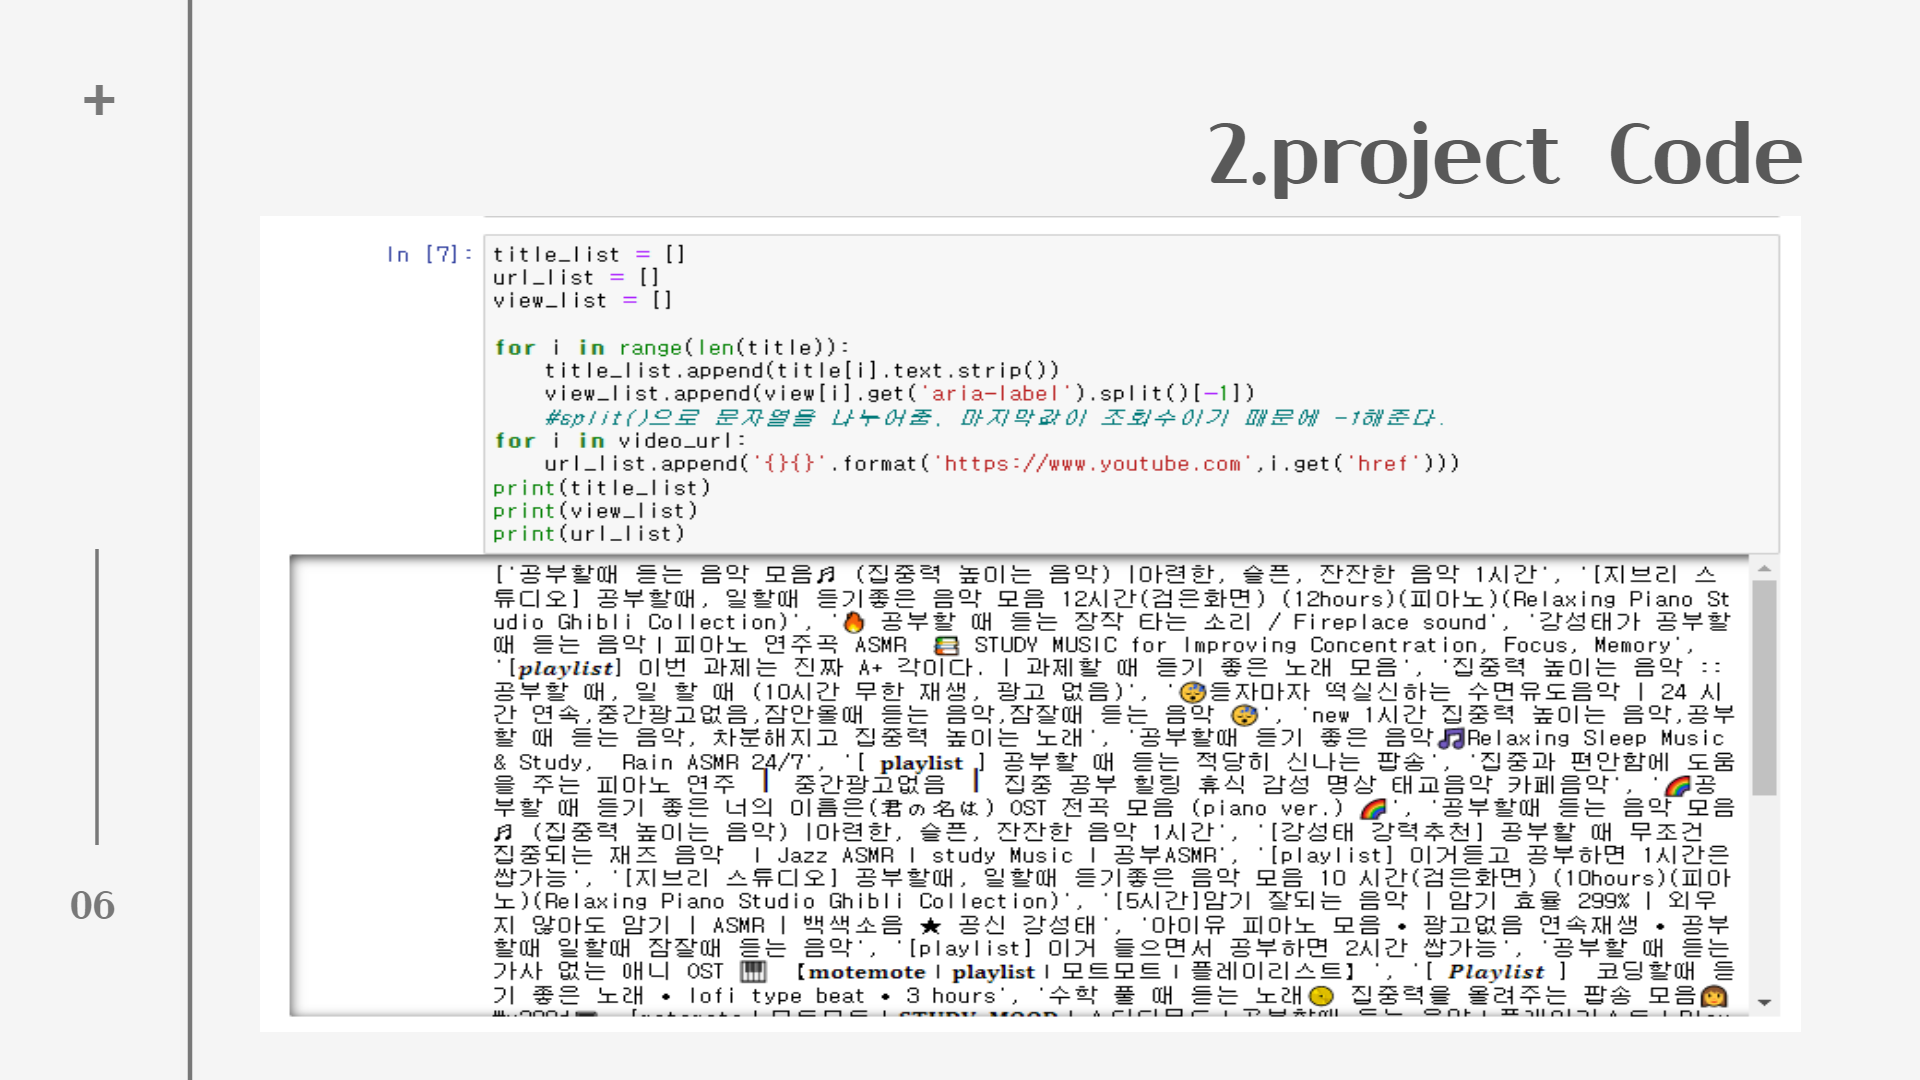 +
2.project Code
In [7]:
title_list = []
url_list = []
view_list = []
for i in range(len(title)):
    title_list.append(title[i].text.strip())
    view_list.append(view[i].get('aria-label').split()[-1])
    #split()으로 문자열을 나누어줌. 마지막값이 조회수이기 때문에 -1해준다.
for i in video_url:
    url_list.append('{}{}'.format('https://www.youtube.com',i.get('href')))
print(title_list)
print(view_list)
print(url_list)
['공부할때 듣는 음악 모음♬ (집중력 높이는 음악) |아련한, 슬픈, 잔잔한 음악 1시간', '[지브리 스
튜디오] 공부할때, 일할때 듣기좋은 음악 모음 12시간(검은화면) (12hours)(피아노)(Relaxing Piano St
udio Ghibli Collection)', '🔥 공부할 때 듣는 장작 타는 소리 / Fireplace sound', '강성태가 공부할
때 듣는 음악 | 피아노 연주곡 ASMR 📚 STUDY MUSIC for Improving Concentration, Focus, Memory',
'[playlist] 이번 과제는 진짜 A+ 각이다. | 과제할 때 듣기 좋은 노래 모음', '집중력 높이는 음악 ::
공부할 때, 일 할 때 (10시간 무한 재생, 광고 없음)', '😴듣자마자 떡실신하는 수면유도음악 | 24 시
간 연속,중간광고없음,잠안올때 듣는 음악,잠잘때 듣는 음악 😴', 'new 1시간 집중력 높이는 음악,공부
할 때 듣는 음악, 차분해지고 집중력 높이는 노래', '공부할때 듣기 좋은 음악🎵Relaxing Sleep Music
& Study, Rain ASMR 24/7', '[ playlist ] 공부할 때 듣는 적당히 신나는 팝송', '집중과 편안함에 도움
을 주는 피아노 연주 ┃ 중간광고없음 ┃ 집중 공부 힐링 휴식 감성 명상 태교음악 카페음악', '🌈공
부할 때 듣기 좋은 너의 이름은(君の名は) OST 전곡 모음 (piano ver.) 🌈', '공부할때 듣는 음악 모음
♬ (집중력 높이는 음악) |아련한, 슬픈, 잔잔한 음악 1시간', '[강성태 강력추천] 공부할 때 무조건
집중되는 재즈 음악 | Jazz ASMR | study Music | 공부ASMR', '[playlist] 이거듣고 공부하면 1시간은
쌉가능', '[지브리 스튜디오] 공부할때, 일할때 듣기좋은 음악 모음 10 시간(검은화면) (10hours)(피아
노)(Relaxing Piano Studio Ghibli Collection)', '[5시간]암기 잘되는 음악 | 암기 효율 299% | 외우
지 않아도 암기 | ASMR | 백색소음 ★ 공신 강성태', '아이유 피아노 모음 • 광고없음 연속재생 • 공부
할때 일할때 잠잘때 듣는 음악', '[playlist] 이거 들으면서 공부하면 2시간 쌉가능', '공부할 때 듣는
가사 없는 애니 OST 🎹 【motemote | playlist | 모트모트 | 플레이리스트】 ', '[ Playlist ] 코딩할때 듣
기 좋은 노래 • lofi type beat • 3 hours', '수학 풀 때 듣는 노래 집중력을 올려주는 팝송 모음👩
06